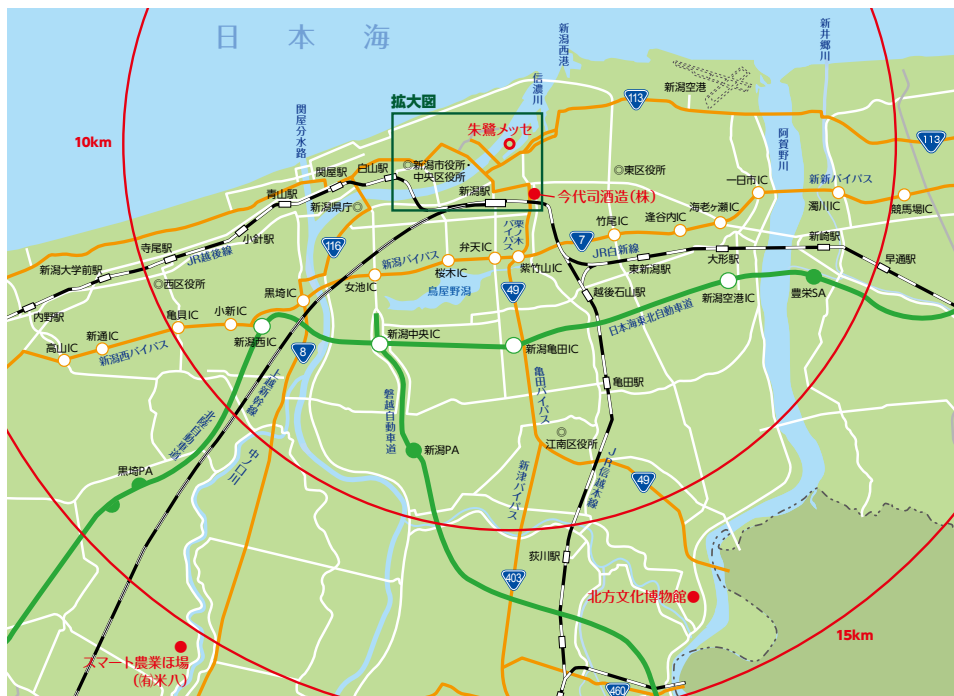 日本海
新潟西港
新井郷川
信濃川
関屋分水路
拡大図
113
新潟空港
朱鷺メッセ
10km
阿賀野川
113
白山駅
◎新潟市役所・
中央区役所
◎東区役所
関屋駅
新潟駅
一日市IC
新新バイパス
青山駅
新潟県庁◎
今代司酒造(株)
海老ヶ瀬IC
濁川IC
競馬場IC
竹尾IC
逢谷内IC
小針駅
116
栗ノ木
バイパス
7
寺尾駅
JR越後線
弁天IC
JR白新線
大形駅
新崎駅
新潟バイパス
桜木IC
紫竹山IC
東新潟駅
早通駅
新潟大学前駅
◎西区役所
女池IC
鳥屋野潟
49
越後石山駅
新潟空港IC
豊栄SA
黒埼IC
内野駅
亀貝IC
小新IC
日本海東北自動車道
新通IC
新潟西IC
新潟中央IC
新潟亀田IC
高山IC
新潟西バイパス
8
亀田駅
上越新幹線
亀田バイパス
磐越自動車道
北陸自動車道
◎
江南区役所
新潟PA
黒埼PA
中ノ口川
新津バイパス
JR信越本線
49
荻川駅
403
北方文化博物館
15km
スマート農業ほ場
(㈲米八)
460